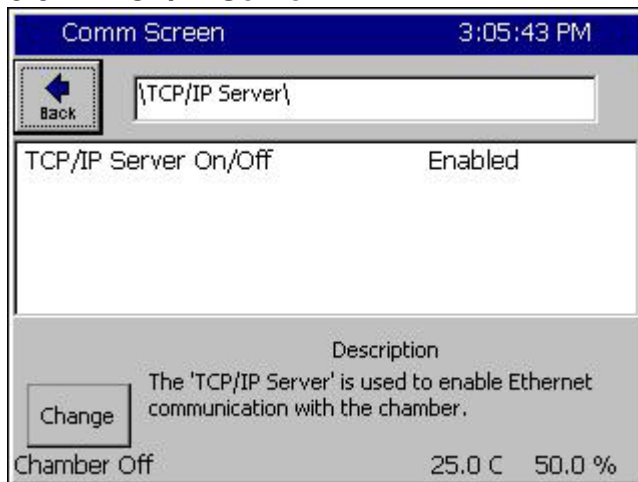 Comm Screen 3:05:43 PM
Back
\TCP/IP Server\
TCP/IP Server On/Off Enabled
Description
The 'TCP/IP Server' is used to enable Ethernet
communication with the chamber.
Change
Chamber Off 25.0 C 50.0 %